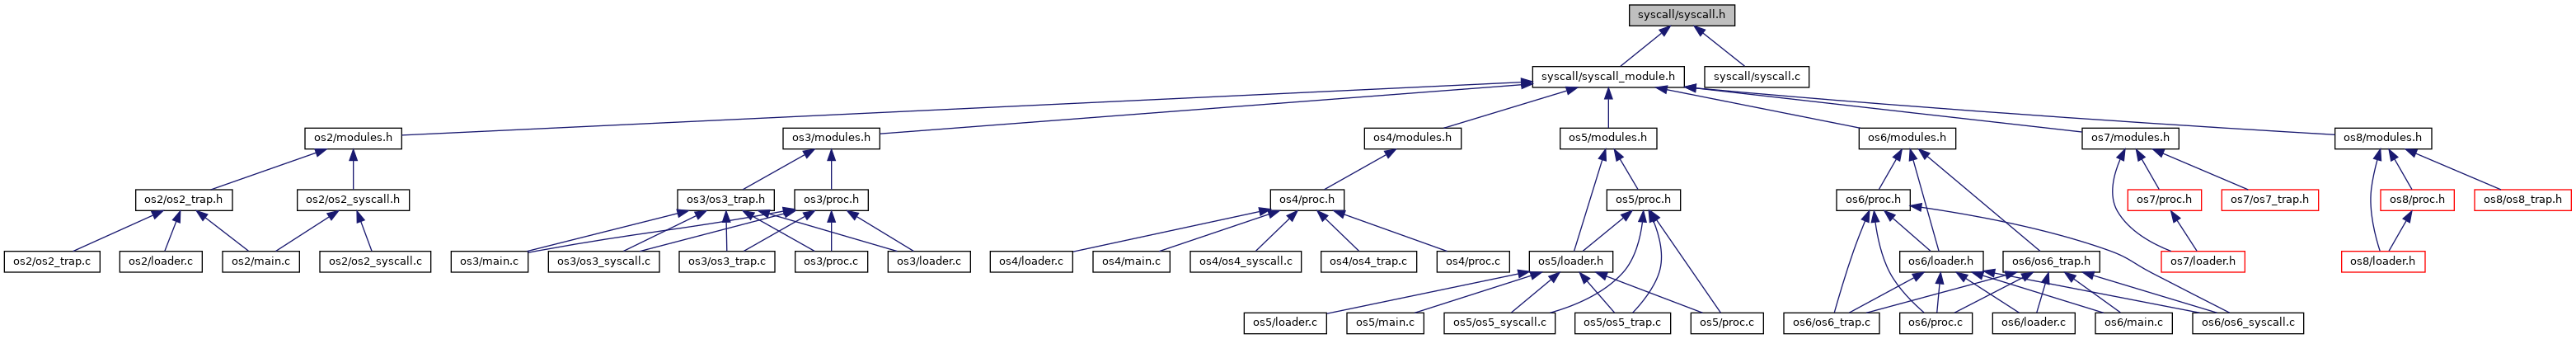 syscall/syscall.h
syscall/syscall_module.h
syscall/syscall.c
os2/modules.h
os3/modules.h
os4/modules.h
os5/modules.h
os6/modules.h
os7/modules.h
os8/modules.h
os2/os2_trap.h
os2/os2_syscall.h
os3/os3_trap.h
os3/proc.h
os4/proc.h
os5/proc.h
os6/proc.h
os7/proc.h
os7/os7_trap.h
os8/proc.h
os8/os8_trap.h
os2/os2_trap.c
os2/loader.c
os2/main.c
os2/os2_syscall.c
os3/main.c
os3/os3_syscall.c
os3/os3_trap.c
os3/proc.c
os3/loader.c
os4/loader.c
os4/main.c
os4/os4_syscall.c
os4/os4_trap.c
os4/proc.c
os5/loader.h
os6/loader.h
os6/os6_trap.h
os7/loader.h
os8/loader.h
os5/loader.c
os5/main.c
os5/os5_syscall.c
os5/os5_trap.c
os5/proc.c
os6/os6_trap.c
os6/proc.c
os6/loader.c
os6/main.c
os6/os6_syscall.c